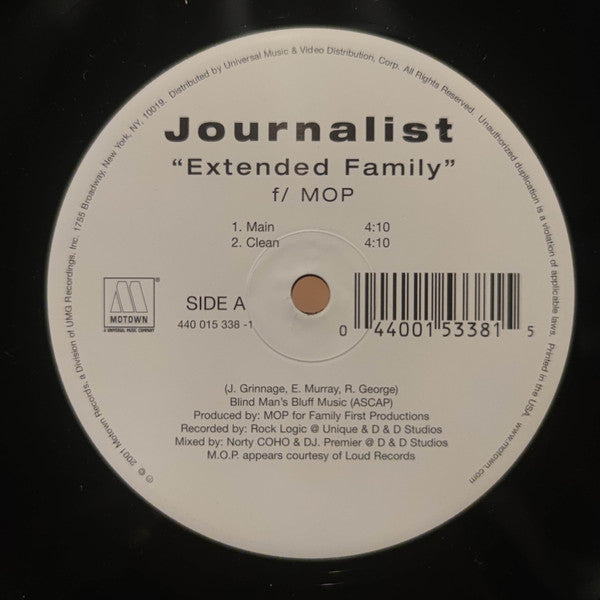 Journalist
“Extended Family”
f/ MOP
1. Main 4:10
2. Clean 4:10
M
MOTOWN
A UNIVERSAL MUSIC COMPANY
®
SIDE A
440 015 338 -1
0 44001 53381 5
(J. Grinnage, E. Murray, R. George)
Blind Man's Bluff Music (ASCAP)
Produced by: MOP for Family First Productions
Recorded by: Rock Logic @ Unique & D & D Studios
Mixed by: Norty COHO & DJ. Premier @ D & D Studios
M.O.P. appears courtesy of Loud Records
℗ © 2001 Motown Records, a Division of UMG Recordings, Inc. 1755 Broadway, New York, NY, 10019. Distributed by Universal Music & Video Distribution, Corp. All Rights Reserved. Unauthorized duplication is a violation of applicable laws. Printed in the USA. www.motown.com